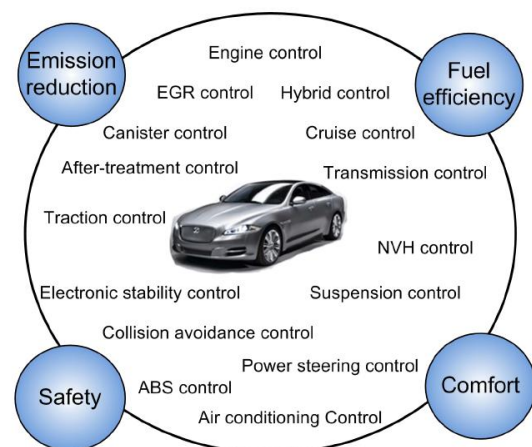 Emission
reduction
Engine control
Fuel
efficiency
EGR control
Hybrid control
Canister control
Cruise control
After-treatment control
Transmission control
Traction control
NVH control
Electronic stability control
Suspension control
Collision avoidance control
Power steering control
Safety
ABS control
Comfort
Air conditioning Control